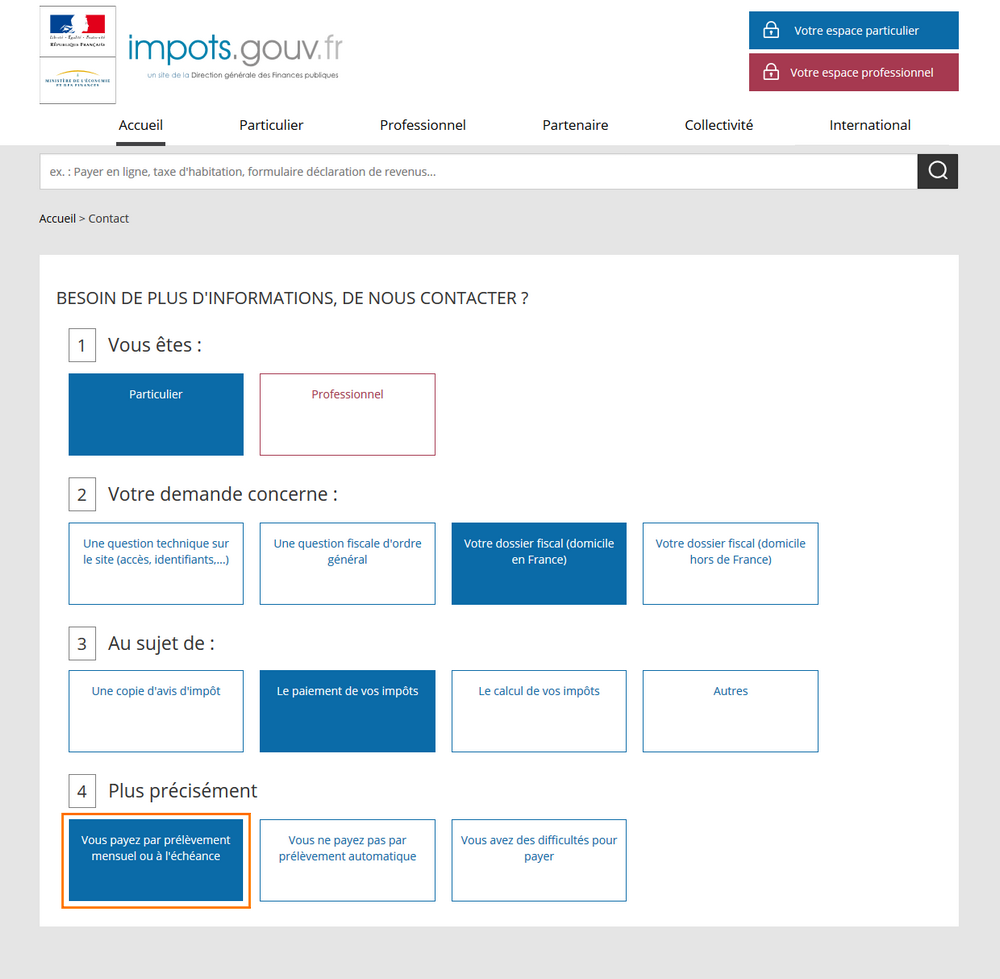 Liberté • Égalité • Fraternité
RÉPUBLIQUE FRANÇAISE
MINISTÈRE DE L'ÉCONOMIE
ET DES FINANCES
impots.gouv.fr
un site de la Direction générale des Finances publiques
Votre espace particulier
Votre espace professionnel
Accueil
Particulier
Professionnel
Partenaire
Collectivité
International
ex. : Payer en ligne, taxe d'habitation, formulaire déclaration de revenus...
Accueil > Contact
BESOIN DE PLUS D'INFORMATIONS, DE NOUS CONTACTER ?
1 Vous êtes :
Particulier
Professionnel
2 Votre demande concerne :
Une question technique sur
le site (accès, identifiants,...)
Une question fiscale d'ordre
général
Votre dossier fiscal (domicile
en France)
Votre dossier fiscal (domicile
hors de France)
3 Au sujet de :
Une copie d'avis d'impôt
Le paiement de vos impôts
Le calcul de vos impôts
Autres
4 Plus précisément
Vous payez par prélèvement
mensuel ou à l'échéance
Vous ne payez pas par
prélèvement automatique
Vous avez des difficultés pour
payer